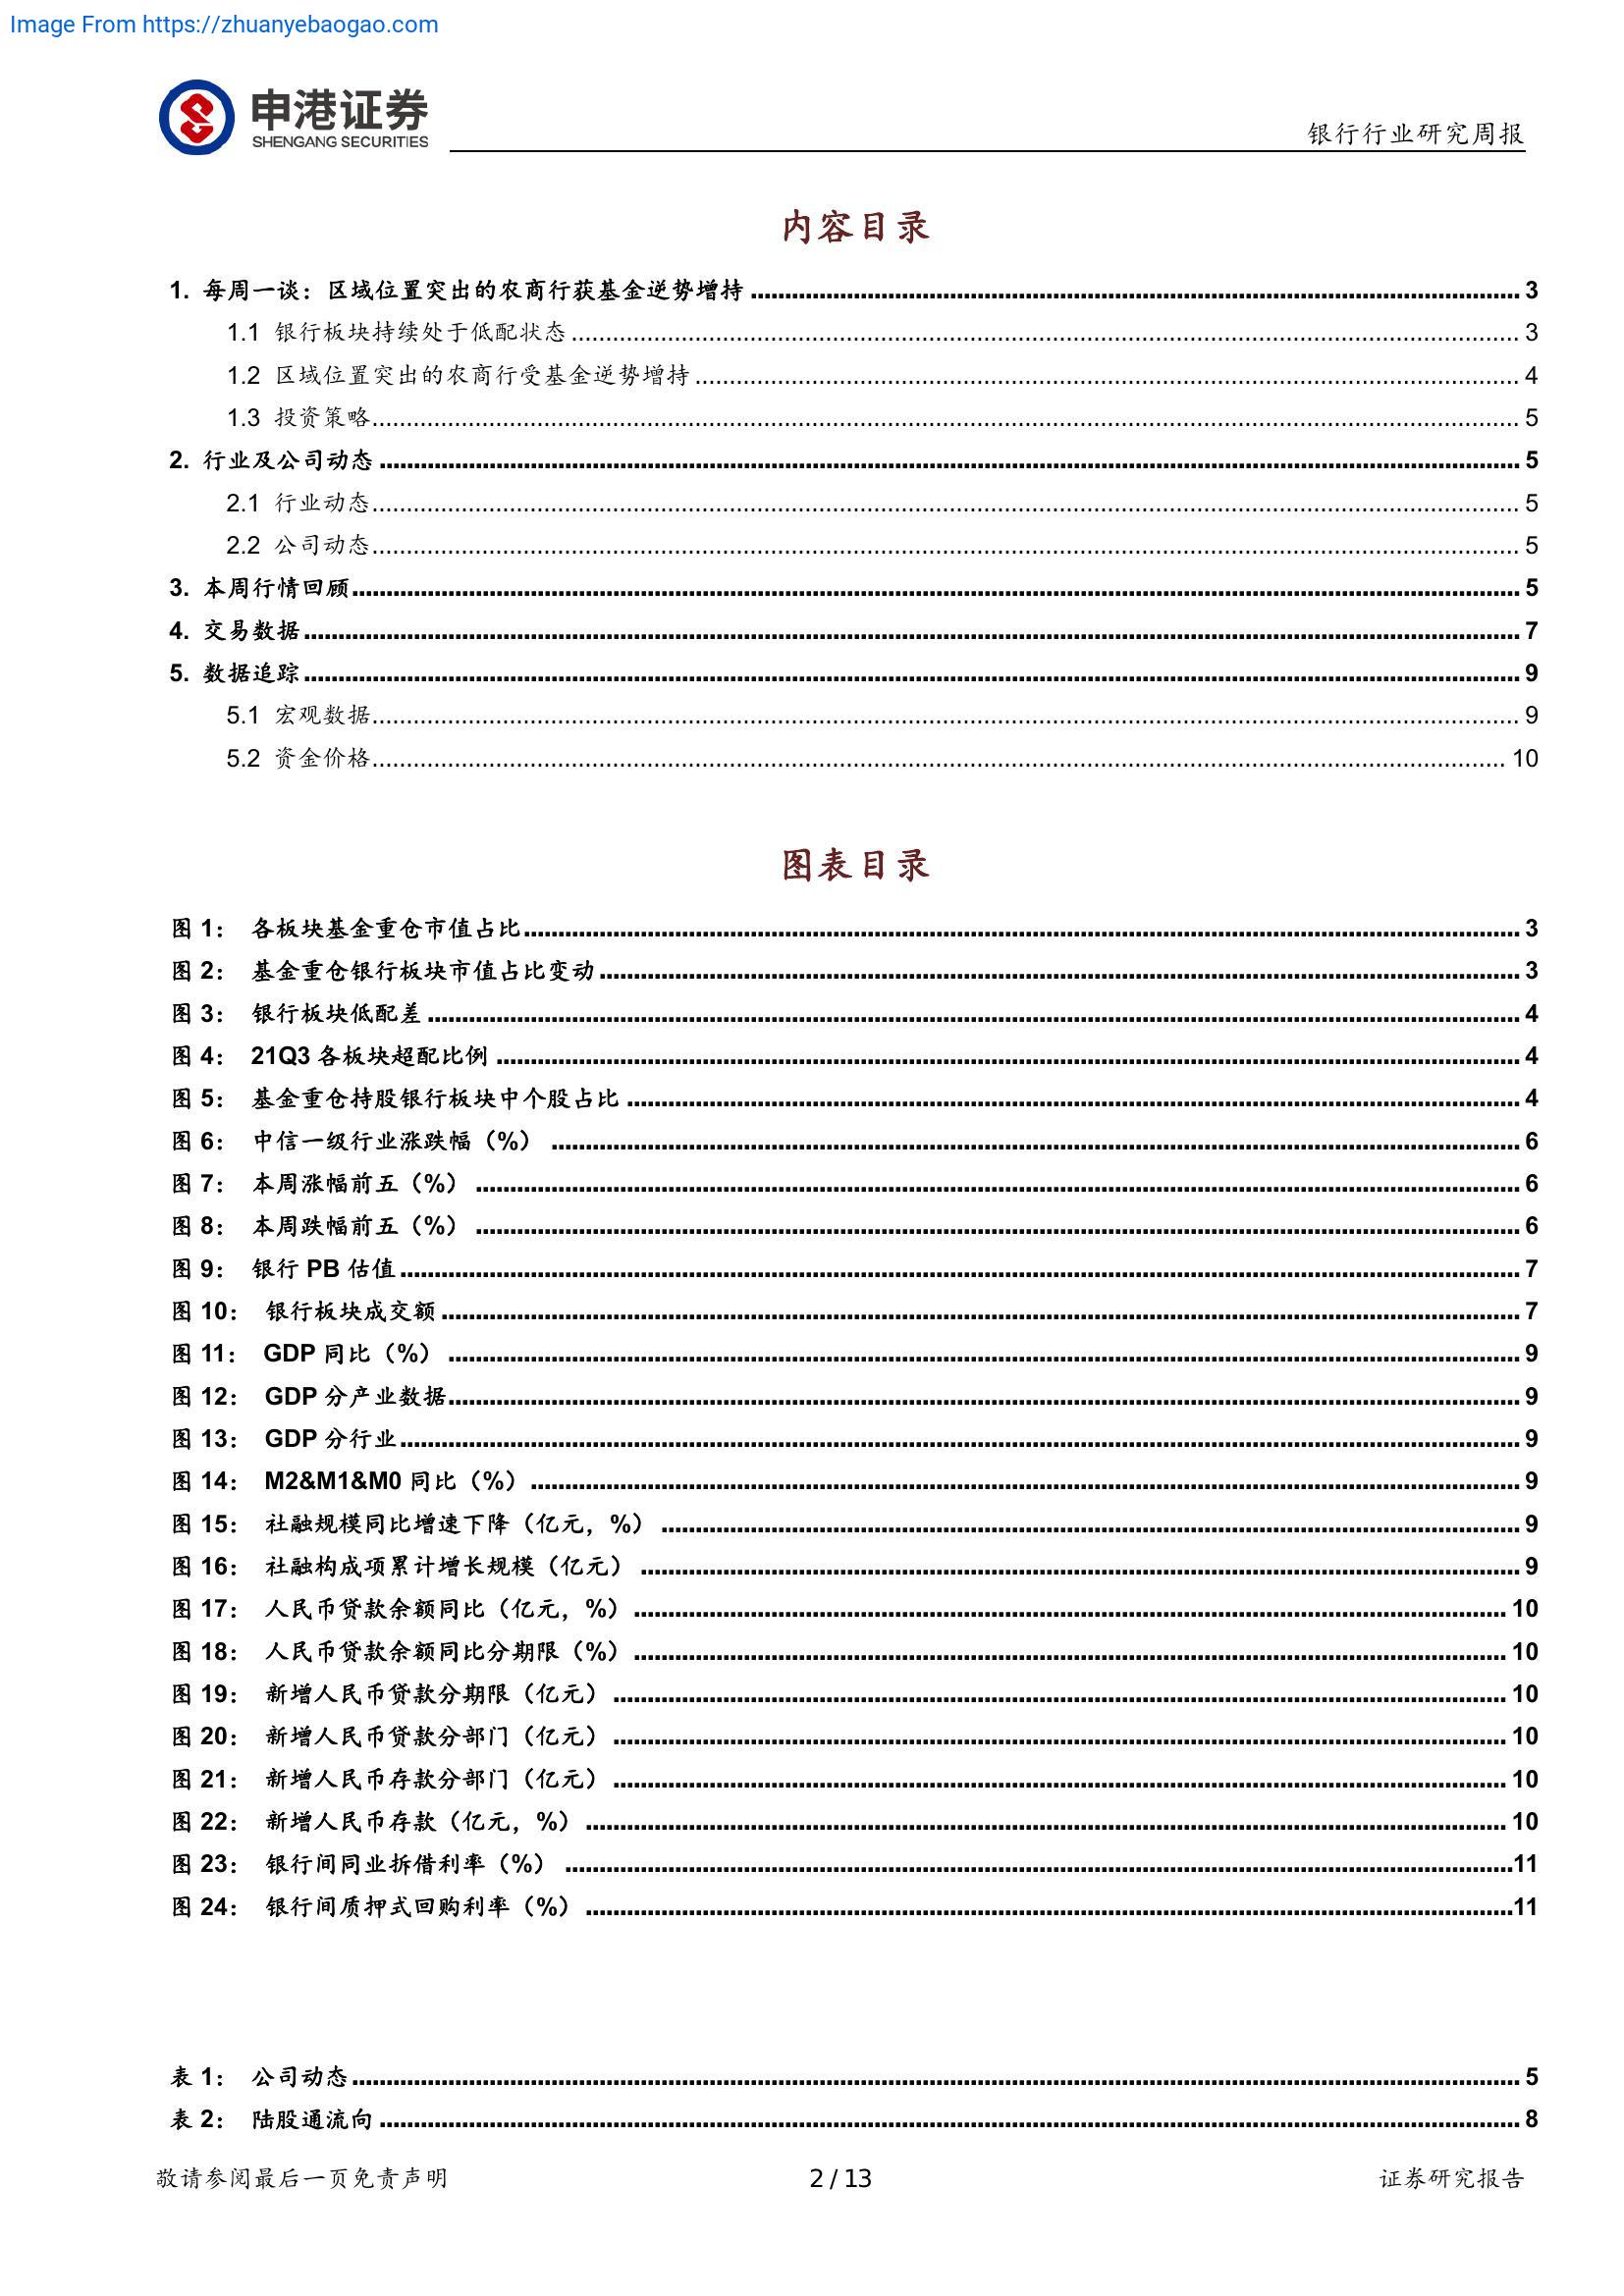 Image From https://zhuanyebaogao.com
申港证券
SHENGANG SECURITIES
银行行业研究周报
内容目录
1. 每周一谈：区域位置突出的农商行获基金逆势增持 3
1.1 银行板块持续处于低配状态 3
1.2 区域位置突出的农商行受基金逆势增持 4
1.3 投资策略 5
2. 行业及公司动态 5
2.1 行业动态 5
2.2 公司动态 5
3. 本周行情回顾 5
4. 交易数据 7
5. 数据追踪 9
5.1 宏观数据 9
5.2 资金价格 10
图表目录
图 1： 各板块基金重仓市值占比 3
图 2： 基金重仓银行板块市值占比变动 3
图 3： 银行板块低配差 4
图 4： 21Q3 各板块超配比例 4
图 5： 基金重仓持股银行板块中个股占比 4
图 6： 中信一级行业涨跌幅（%） 6
图 7： 本周涨幅前五（%） 6
图 8： 本周跌幅前五（%） 6
图 9： 银行 PB 估值 7
图 10： 银行板块成交额 7
图 11： GDP 同比（%） 9
图 12： GDP 分产业数据 9
图 13： GDP 分行业 9
图 14： M2&M1&M0 同比（%） 9
图 15： 社融规模同比增速下降（亿元，%） 9
图 16： 社融构成项累计增长规模（亿元） 9
图 17： 人民币贷款余额同比（亿元，%） 10
图 18： 人民币贷款余额同比分期限（%） 10
图 19： 新增人民币贷款分期限（亿元） 10
图 20： 新增人民币贷款分部门（亿元） 10
图 21： 新增人民币存款分部门（亿元） 10
图 22： 新增人民币存款（亿元，%） 10
图 23： 银行间同业拆借利率（%） 11
图 24： 银行间质押式回购利率（%） 11
表 1： 公司动态 5
表 2： 陆股通流向 8
敬请参阅最后一页免责声明
2 / 13
证券研究报告